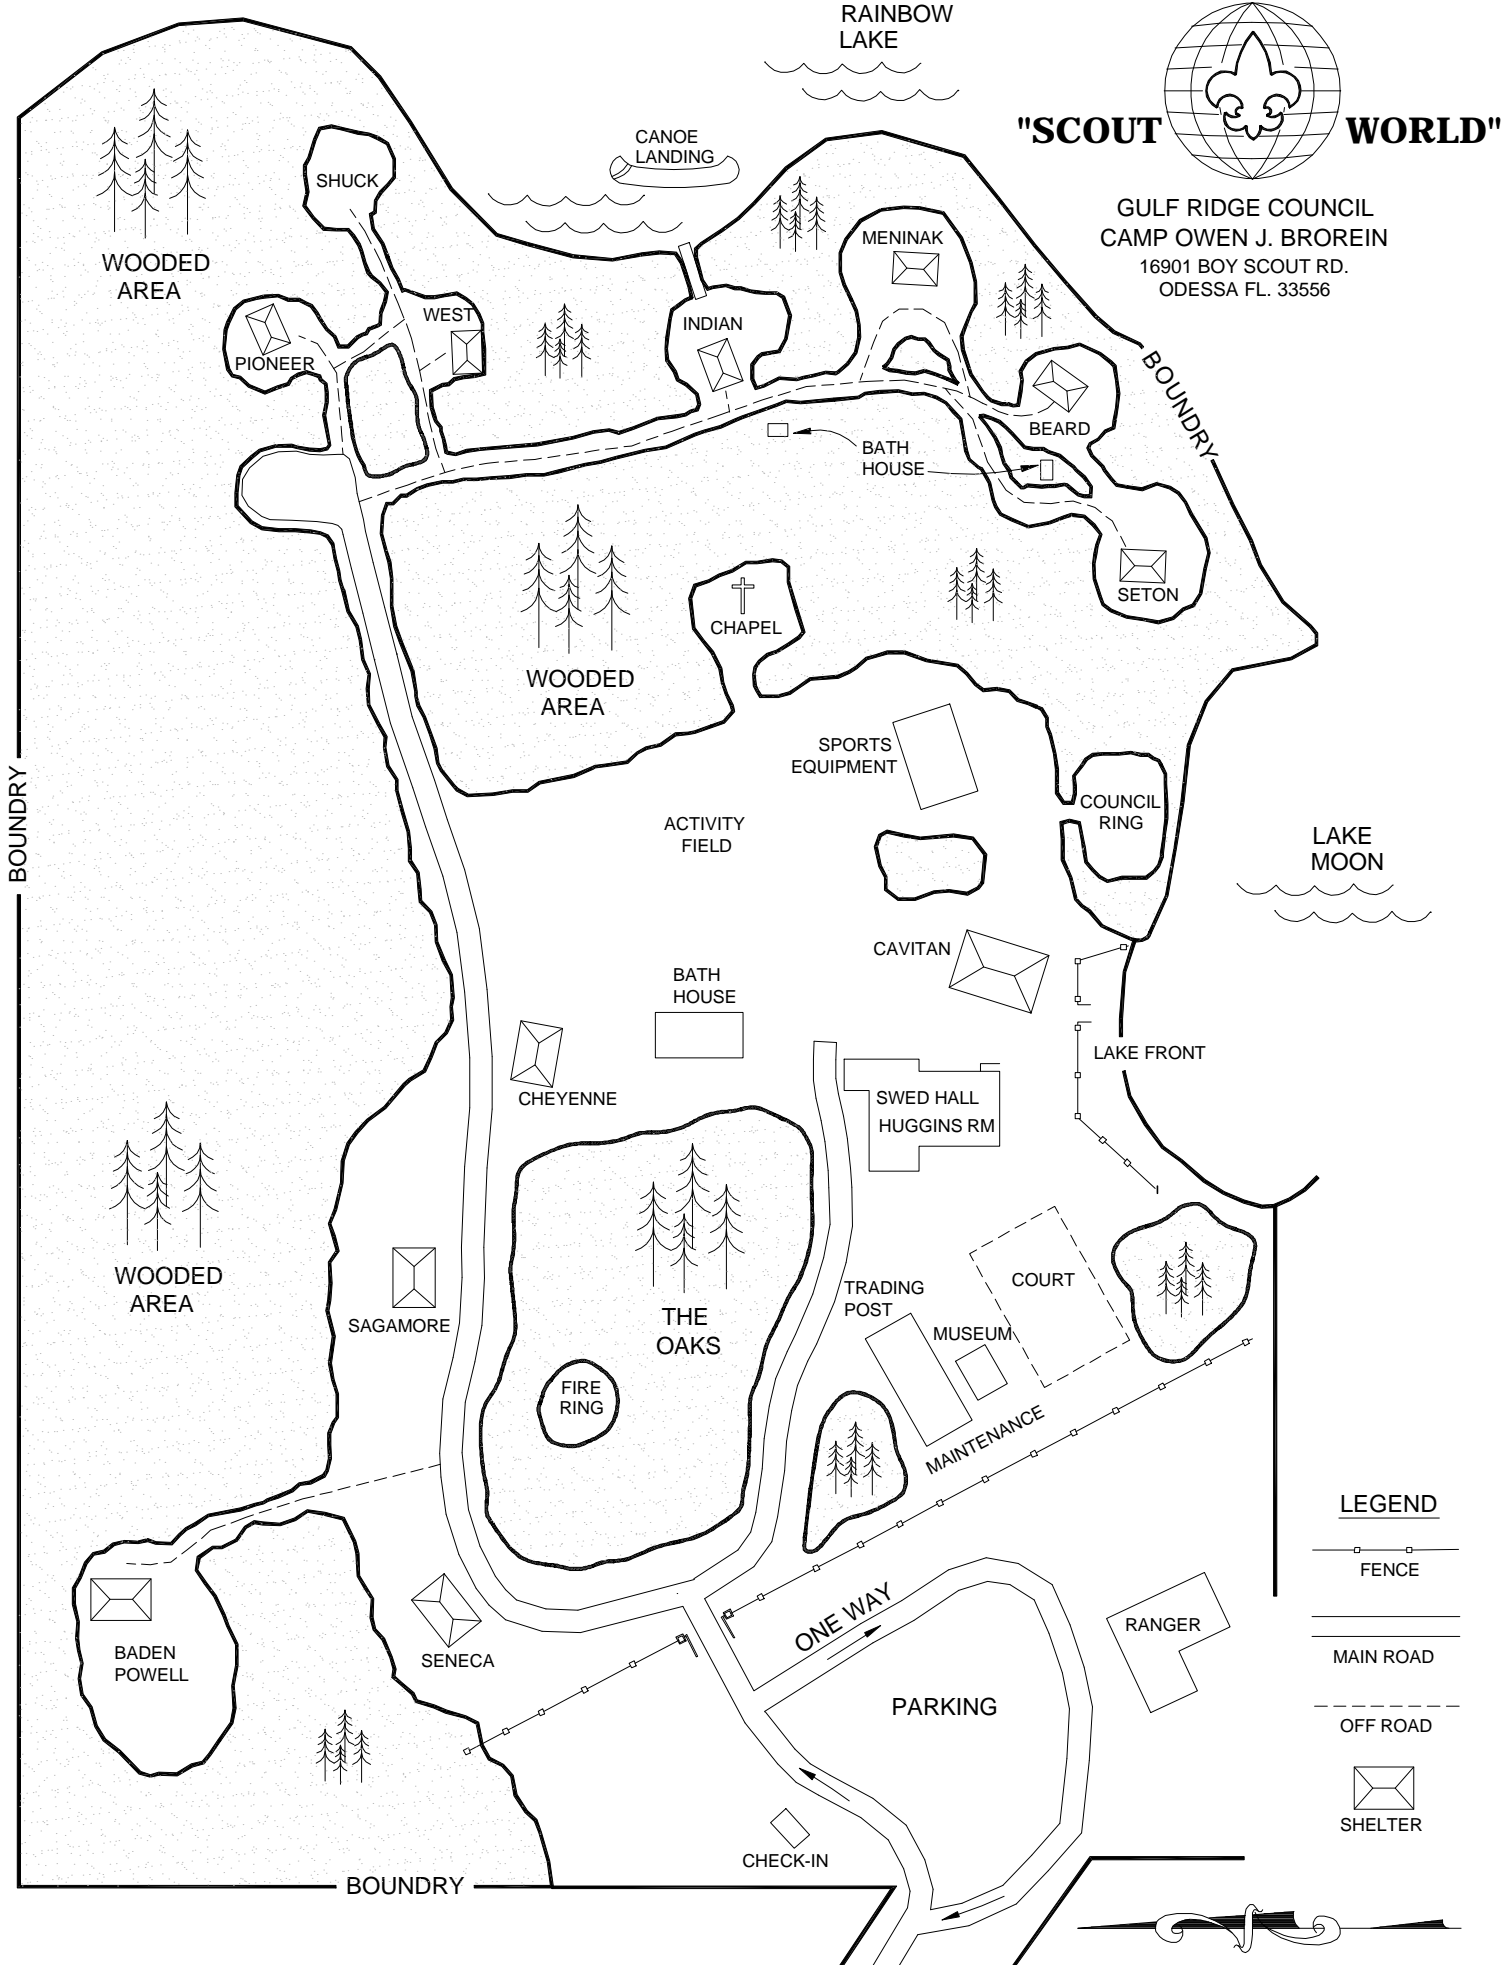 RAINBOW
LAKE
"SCOUT WORLD"
GULF RIDGE COUNCIL
CAMP OWEN J. BROREIN
16901 BOY SCOUT RD.
ODESSA FL. 33556
CANOE
LANDING
SHUCK
WOODED
AREA
MENINAK
WEST
INDIAN
PIONEER
BOUNDRY
BEARD
BATH
HOUSE
SETON
CHAPEL
WOODED
AREA
SPORTS
EQUIPMENT
BOUNDRY
ACTIVITY
FIELD
COUNCIL
RING
LAKE
MOON
CAVITAN
BATH
HOUSE
LAKE FRONT
CHEYENNE
SWED HALL
HUGGINS RM
WOODED
AREA
SAGAMORE
THE
OAKS
TRADING
POST
COURT
MUSEUM
FIRE
RING
MAINTENANCE
LEGEND
FENCE
MAIN ROAD
OFF ROAD
SHELTER
ONE WAY
RANGER
BADEN
POWELL
SENECA
PARKING
CHECK-IN
BOUNDRY
N